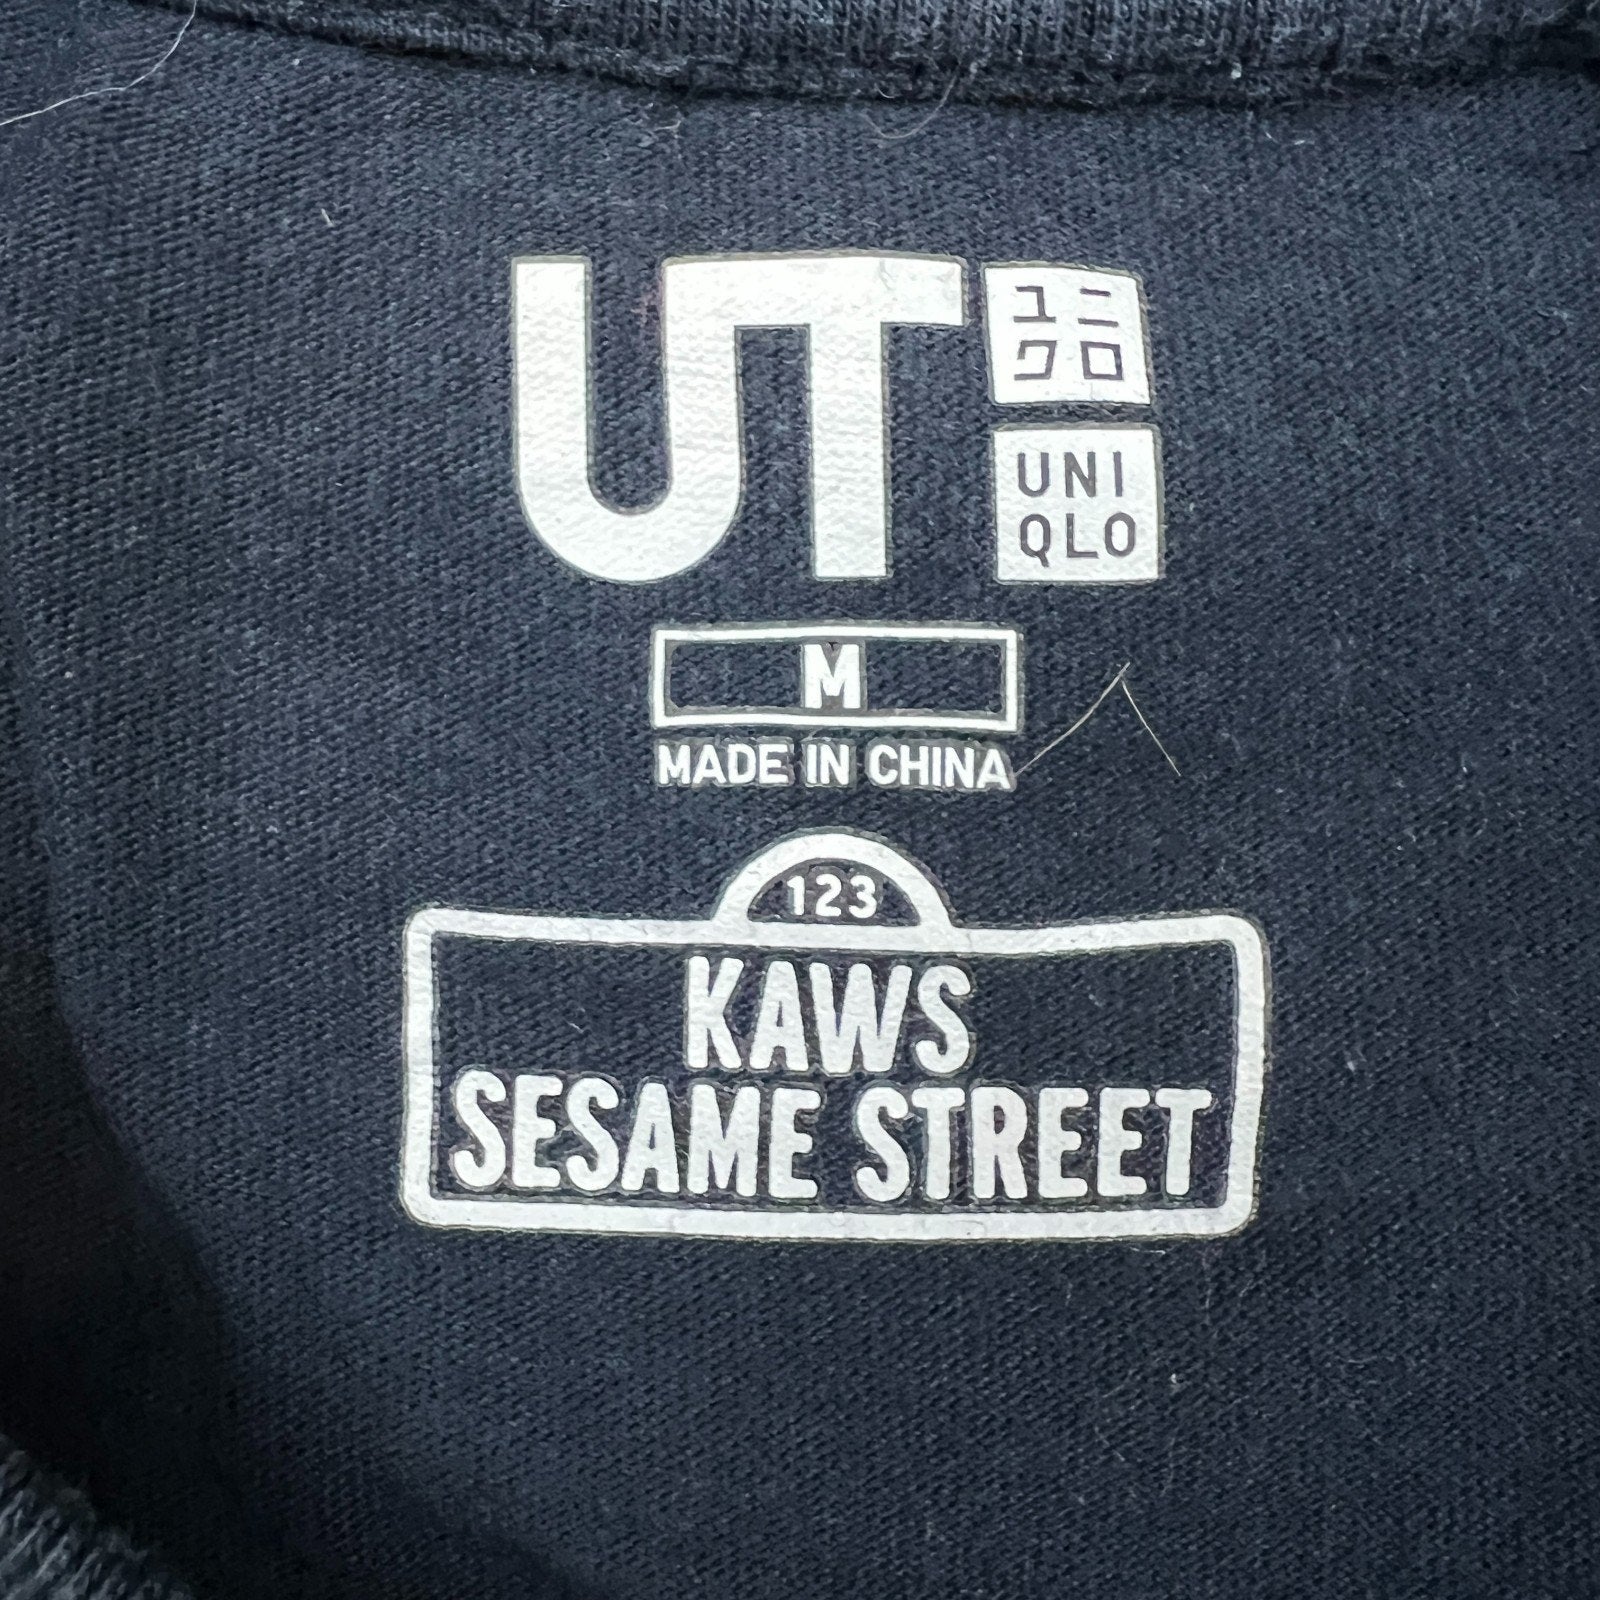 UT
ユニ
クロ
UNI
QLO
M
MADE IN CHINA
123
KAWS
SESAME STREET